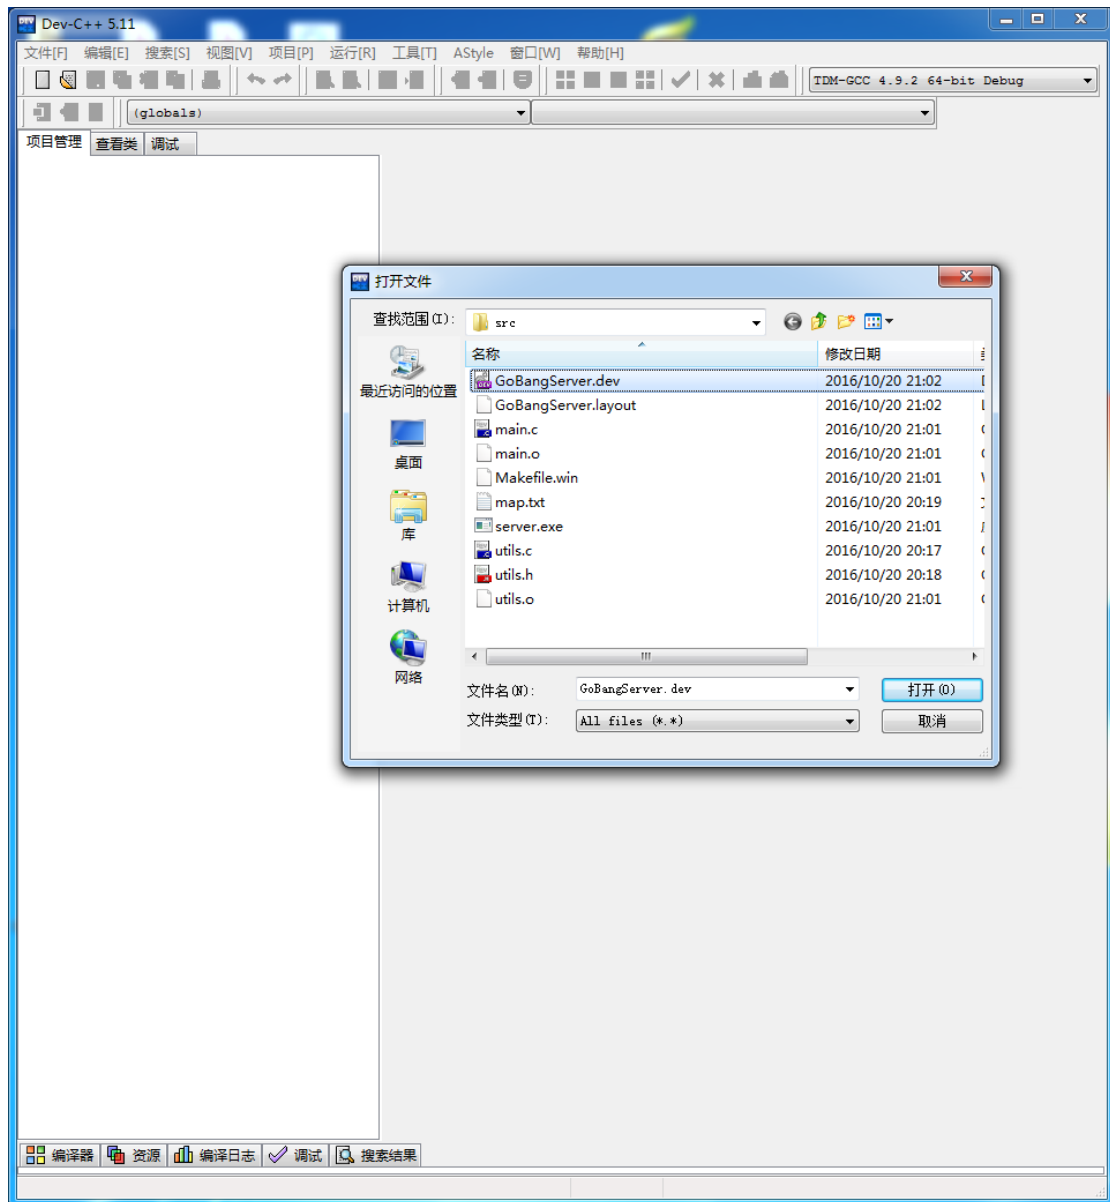 Dev-C++ 5.11
文件[F] 编辑[E] 搜索[S] 视图[V] 项目[P] 运行[R] 工具[T] AStyle 窗口[W] 帮助[H]
TDM-GCC 4.9.2 64-bit Debug
(globals)
项目管理 查看类 调试
打开文件
查找范围(I): src
名称 修改日期
GoBangServer.dev 2016/10/20 21:02
GoBangServer.layout 2016/10/20 21:02
main.c 2016/10/20 21:01
main.o 2016/10/20 21:01
Makefile.win 2016/10/20 21:01
map.txt 2016/10/20 20:19
server.exe 2016/10/20 21:01
utils.c 2016/10/20 20:17
utils.h 2016/10/20 20:18
utils.o 2016/10/20 21:01
最近访问的位置
桌面
库
计算机
网络
文件名(N): GoBangServer.dev 打开(O)
文件类型(T): All files (*.*) 取消
编译器 资源 编译日志 调试 搜索结果